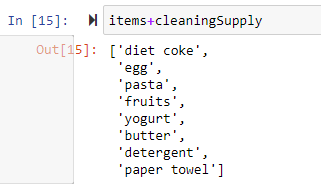 In [15]: items+cleaningSupply
Out[15]: ['diet coke',
'egg',
'pasta',
'fruits',
'yogurt',
'butter',
'detergent',
'paper towel']